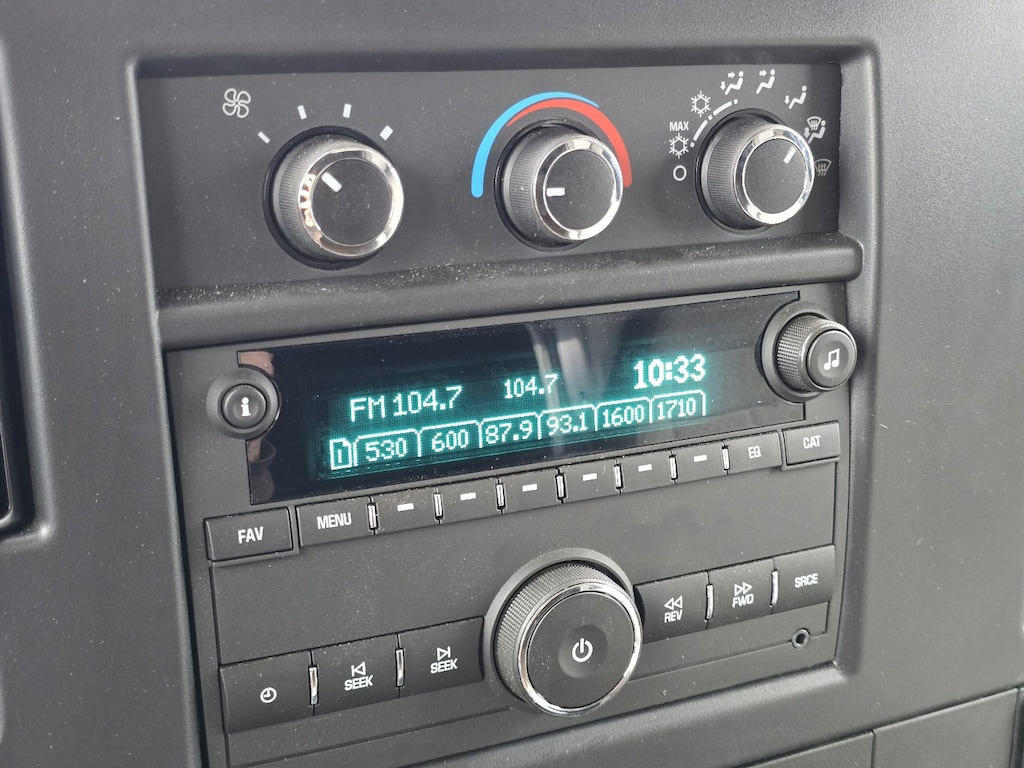 MAX
FM 104.7 104.7 10:33
1 530 600 87.9 93.1 1600 1710
i
FAV MENU EQ CAT
SEEK SEEK REV FWD SRCE